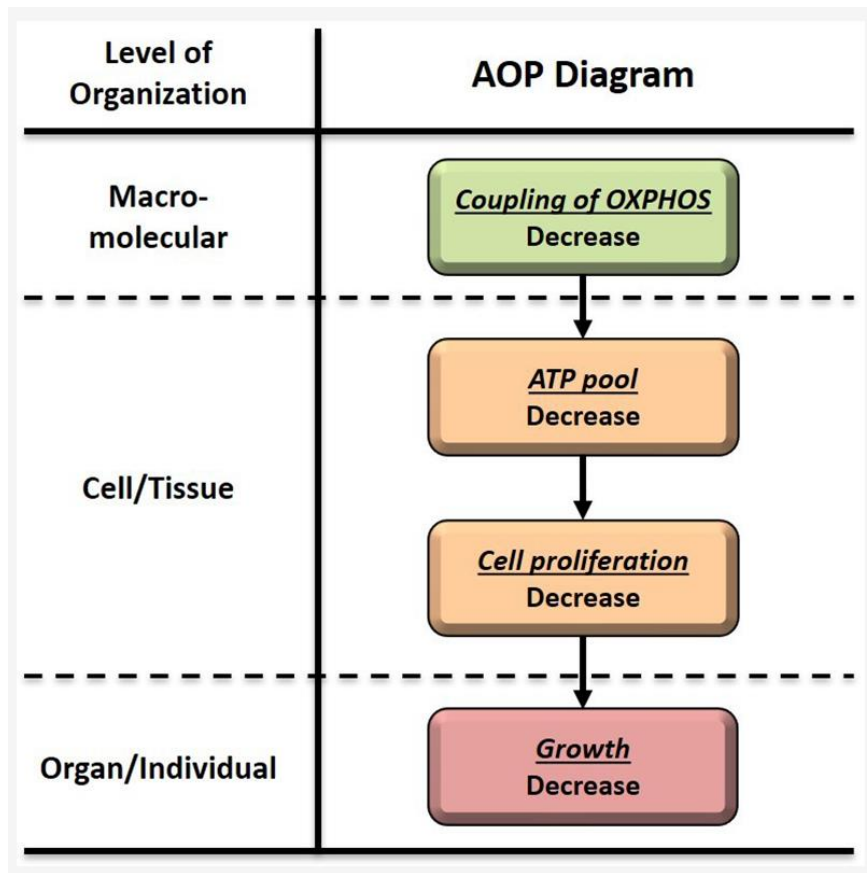 Level of
Organization
AOP Diagram
Macro-
molecular
Coupling of OXPHOS
Decrease
Cell/Tissue
ATP pool
Decrease
Cell proliferation
Decrease
Organ/Individual
Growth
Decrease